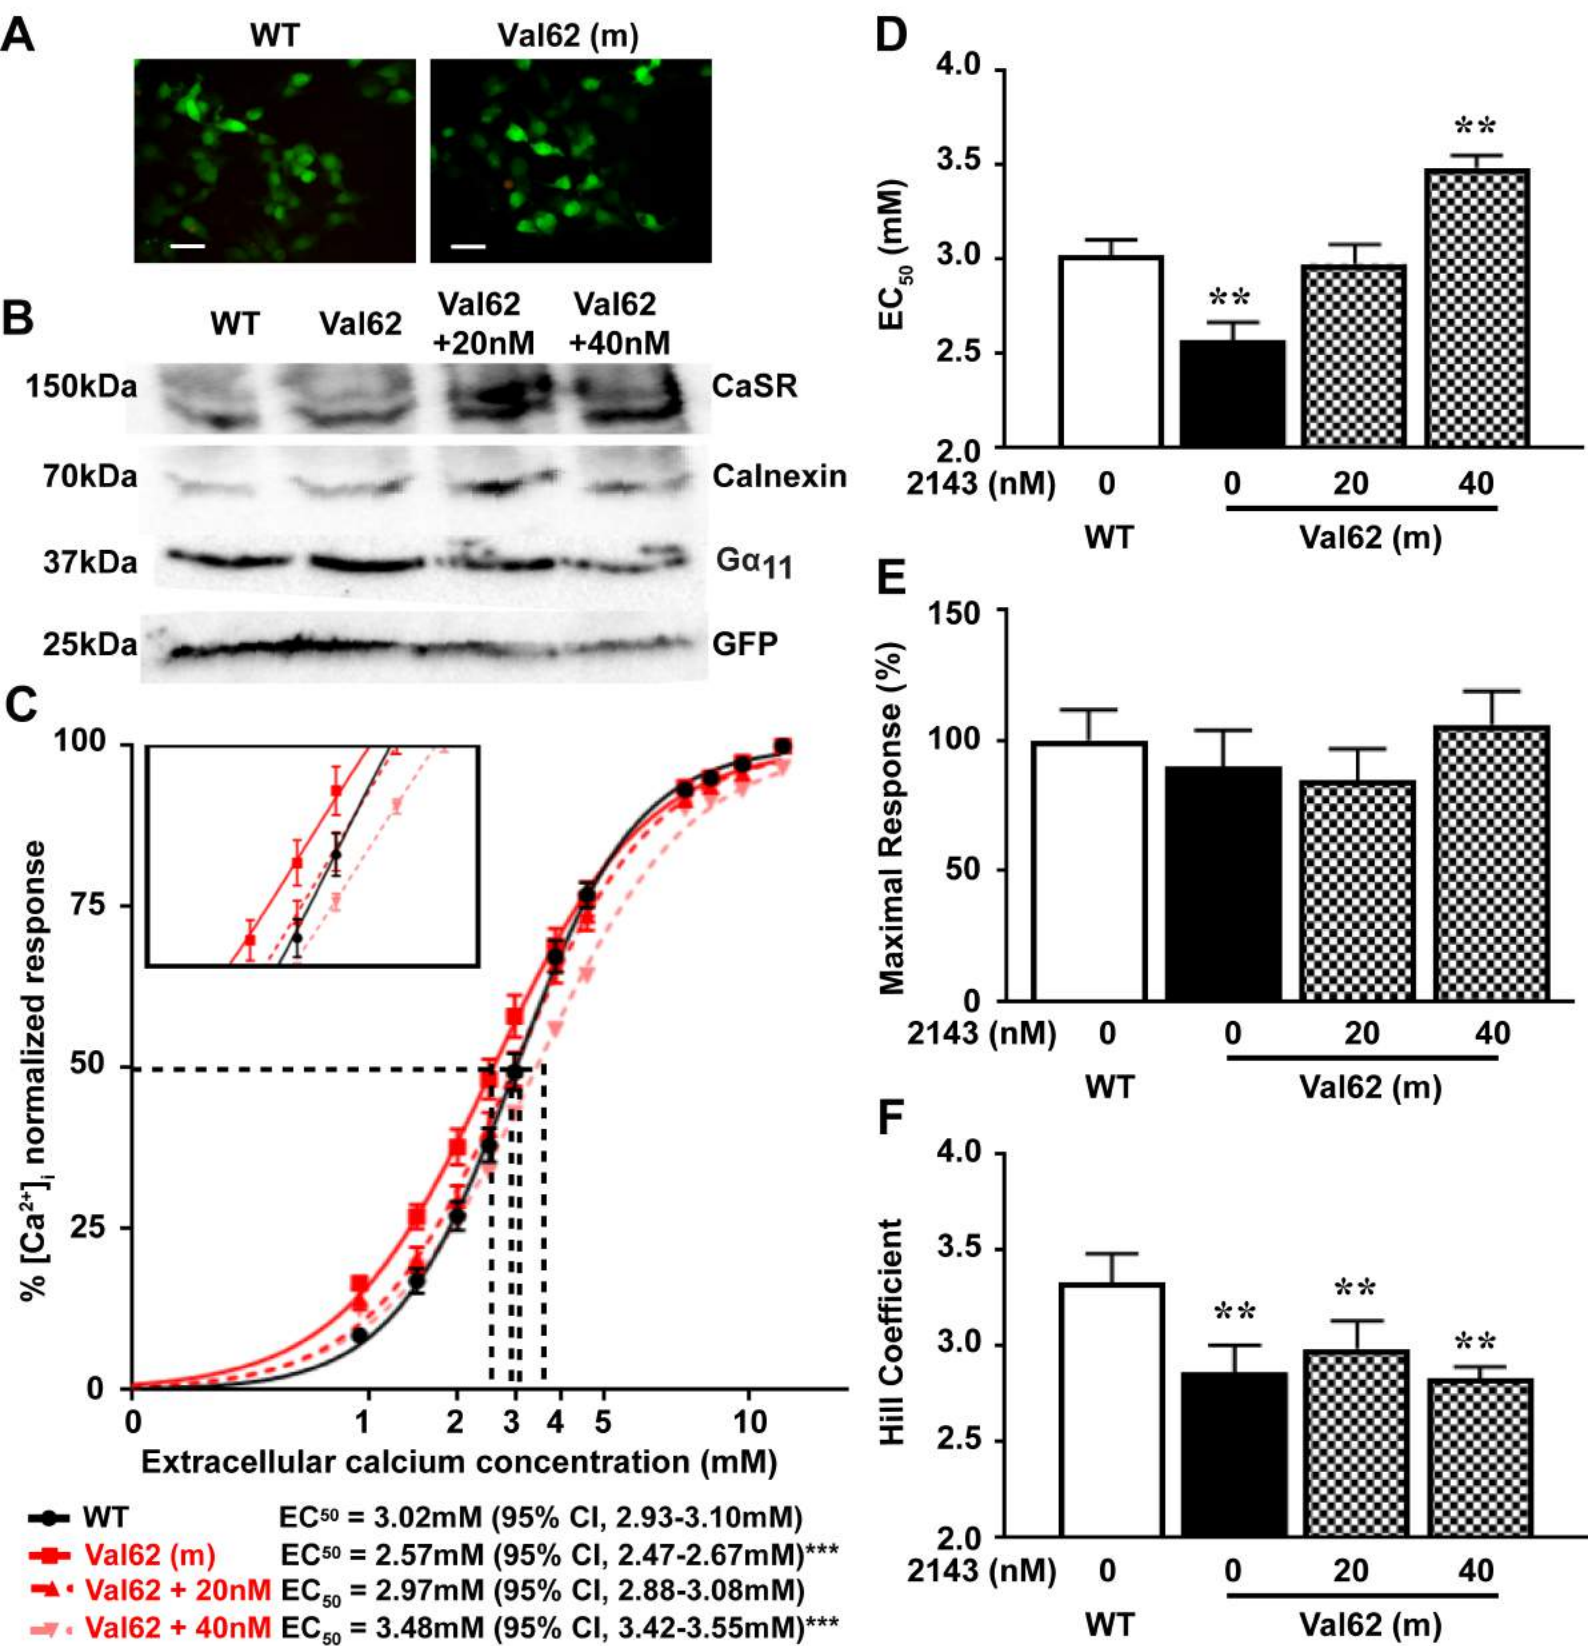 A
WT
Val62 (m)
B
WT
Val62
Val62
+20nM
Val62
+40nM
150kDa
CaSR
70kDa
Calnexin
37kDa
Gα11
25kDa
GFP
C
% [Ca²⁺]i normalized response
100
75
50
25
0
0 1 2 3 4 5 10
Extracellular calcium concentration (mM)
WT EC⁵⁰ = 3.02mM (95% CI, 2.93-3.10mM)
Val62 (m) EC⁵⁰ = 2.57mM (95% CI, 2.47-2.67mM)***
Val62 + 20nM EC₅₀ = 2.97mM (95% CI, 2.88-3.08mM)
Val62 + 40nM EC₅₀ = 3.48mM (95% CI, 3.42-3.55mM)***
D
EC₅₀ (mM)
4.0
3.5
3.0
2.5
2.0
**
**
2143 (nM) 0 0 20 40
WT Val62 (m)
E
Maximal Response (%)
150
100
50
0
2143 (nM) 0 0 20 40
WT Val62 (m)
F
Hill Coefficient
4.0
3.5
3.0
2.5
2.0
** ** **
2143 (nM) 0 0 20 40
WT Val62 (m)